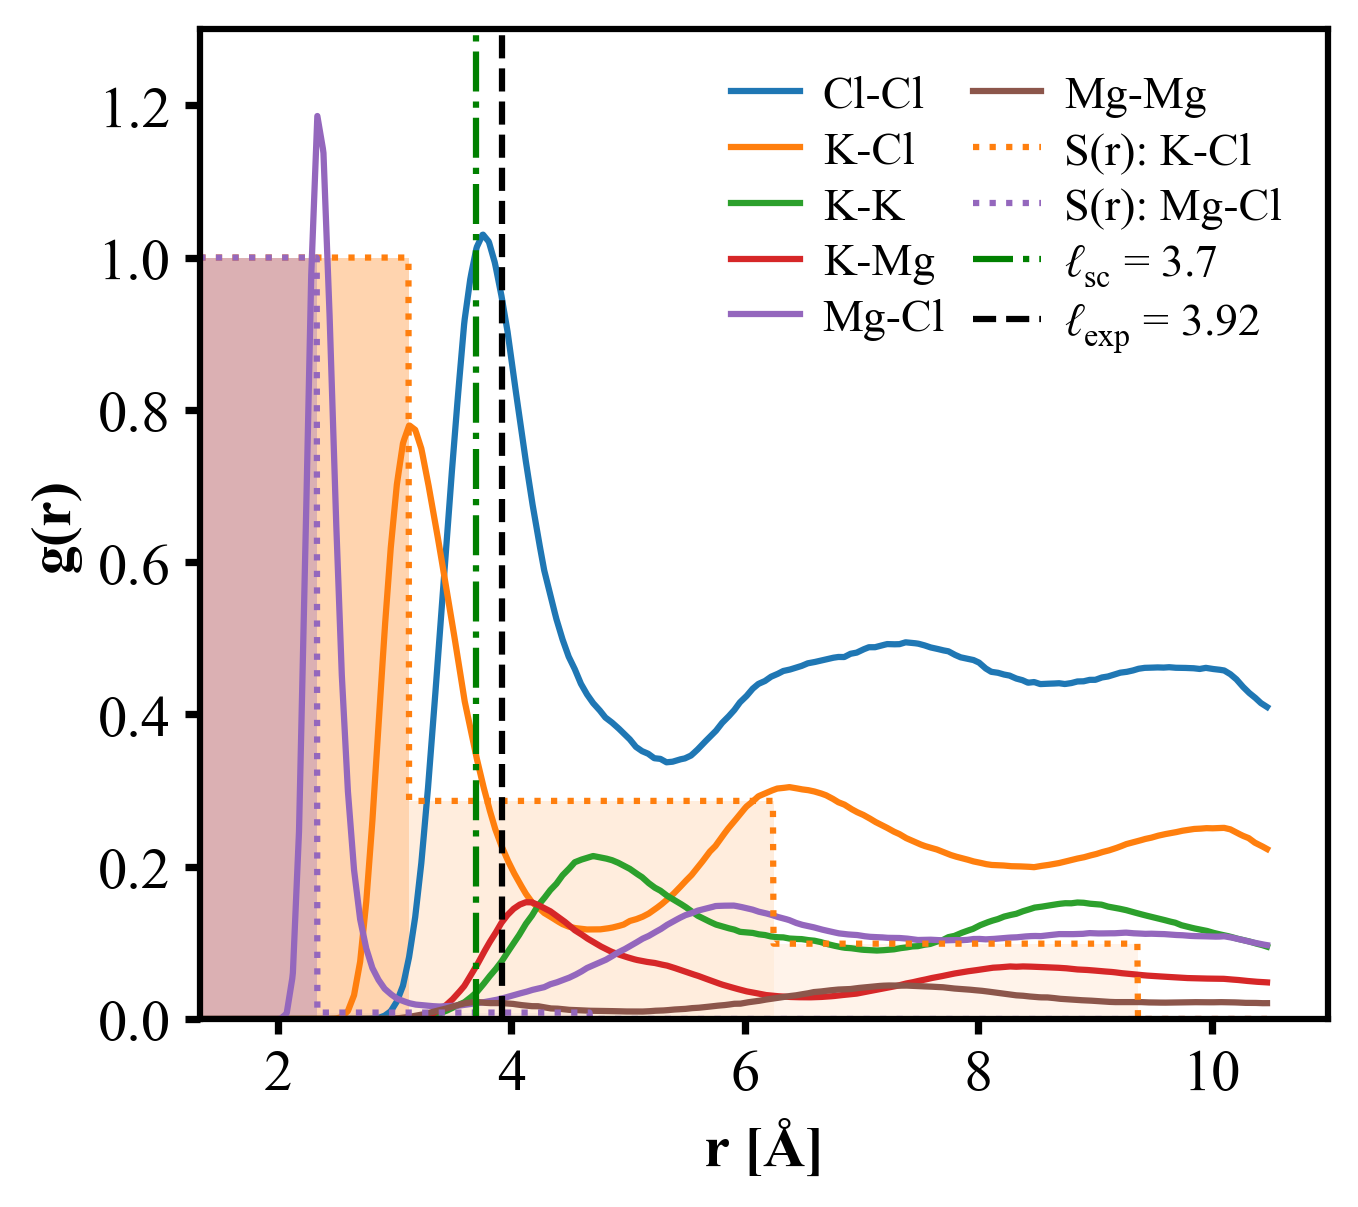 1.2
1.0
0.8
0.6
0.4
0.2
0.0
g(r)
2
4
6
8
10
r [Å]
Cl-Cl
K-Cl
K-K
K-Mg
Mg-Cl
Mg-Mg
S(r): K-Cl
S(r): Mg-Cl
ℓsc = 3.7
ℓexp = 3.92